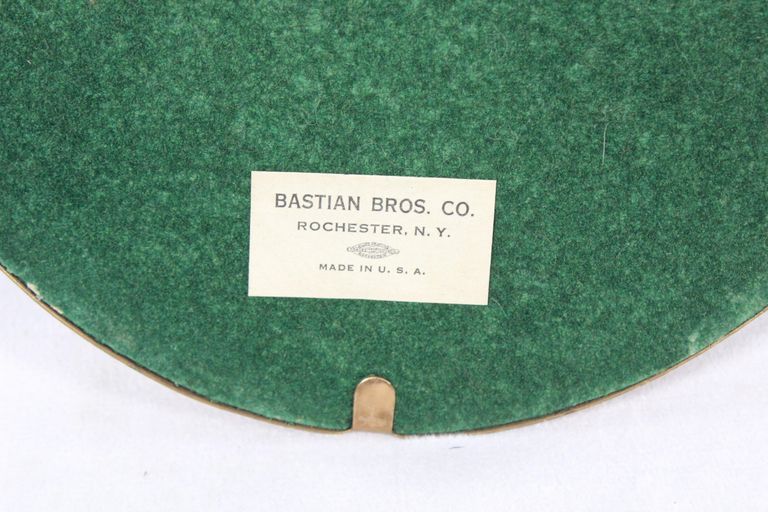 BASTIAN BROS. CO.
ROCHESTER, N. Y.
MADE IN U. S. A.